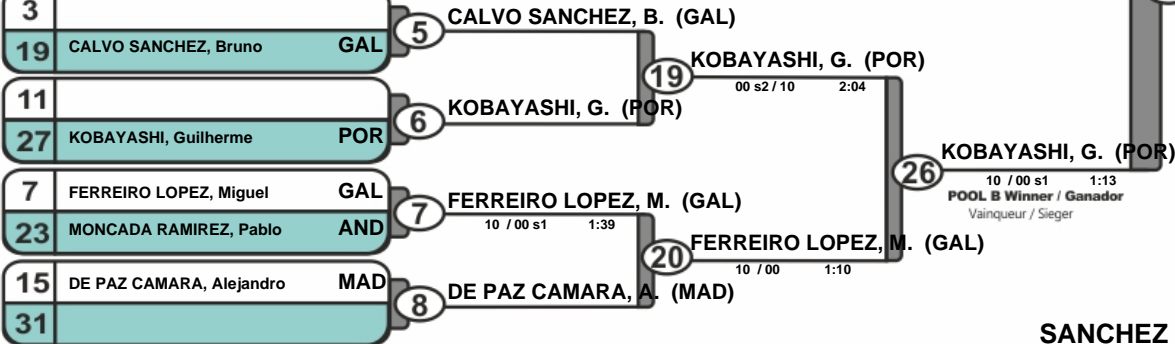 3
19 CALVO SANCHEZ, Bruno GAL
5
CALVO SANCHEZ, B. (GAL)
11
27 KOBAYASHI, Guilherme POR
6
KOBAYASHI, G. (POR)
19
KOBAYASHI, G. (POR)
00 s2 / 10 2:04
7 FERREIRO LOPEZ, Miguel GAL
23 MONCADA RAMIREZ, Pablo AND
7
FERREIRO LOPEZ, M. (GAL)
10 / 00 s1 1:39
15 DE PAZ CAMARA, Alejandro MAD
31
8
DE PAZ CAMARA, A. (MAD)
20
FERREIRO LOPEZ, M. (GAL)
10 / 00 1:10
26
KOBAYASHI, G. (POR)
10 / 00 s1 1:13
POOL B Winner / Ganador
Vainqueur / Sieger
SANCHEZ